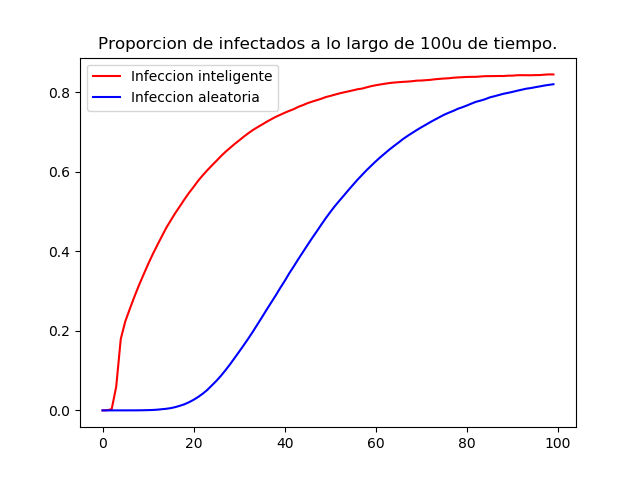 Proporcion de infectados a lo largo de 100u de tiempo.
Infeccion inteligente
Infeccion aleatoria
0.8
0.6
0.4
0.2
0.0
0 20 40 60 80 100